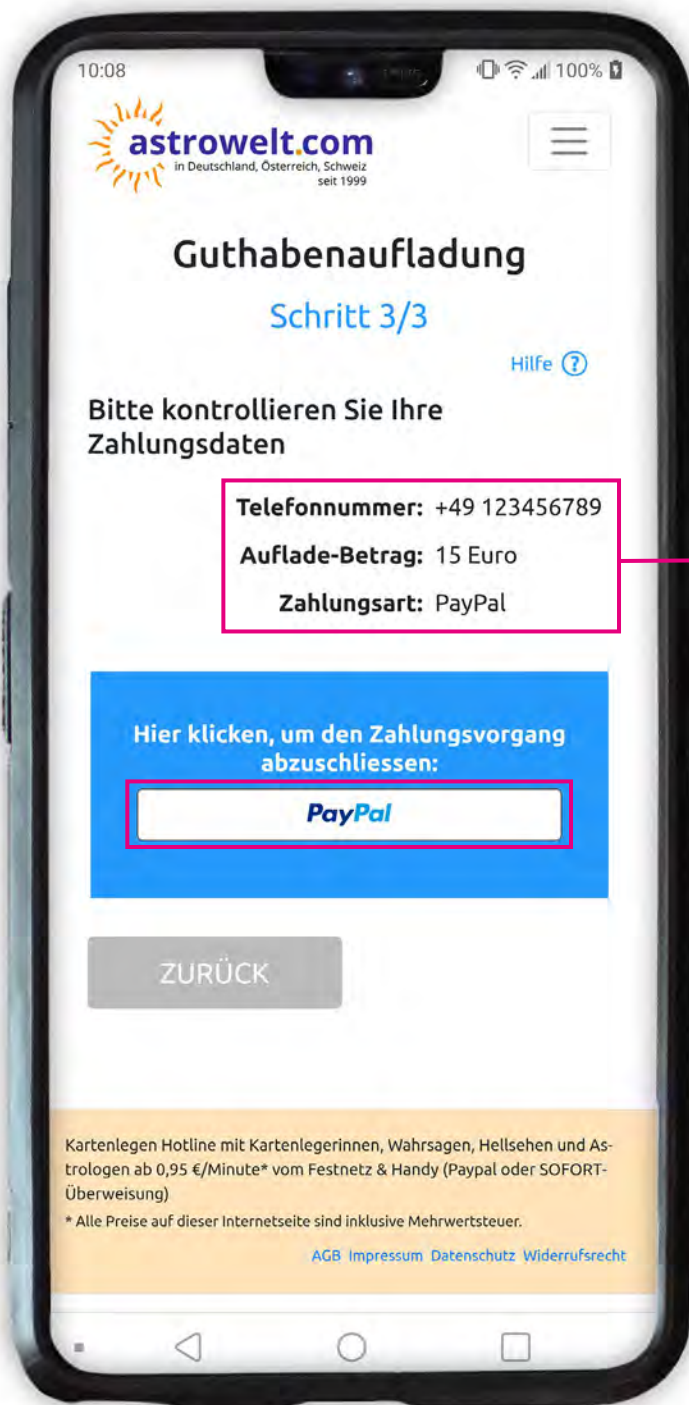 10:08
100%
astrowelt.com
in Deutschland, Österreich, Schweiz
seit 1999
Guthabenaufladung
Schritt 3/3
Hilfe ?
Bitte kontrollieren Sie Ihre
Zahlungsdaten
Telefonnummer: +49 123456789
Auflade-Betrag: 15 Euro
Zahlungsart: PayPal
Hier klicken, um den Zahlungsvorgang
abzuschliessen:
PayPal
ZURÜCK
Kartenlegen Hotline mit Kartenlegerinnen, Wahrsagen, Hellsehen und As-
trologen ab 0,95 €/Minute* vom Festnetz & Handy (Paypal oder SOFORT-
Überweisung)
* Alle Preise auf dieser Internetseite sind inklusive Mehrwertsteuer.
AGB Impressum Datenschutz Widerrufsrecht